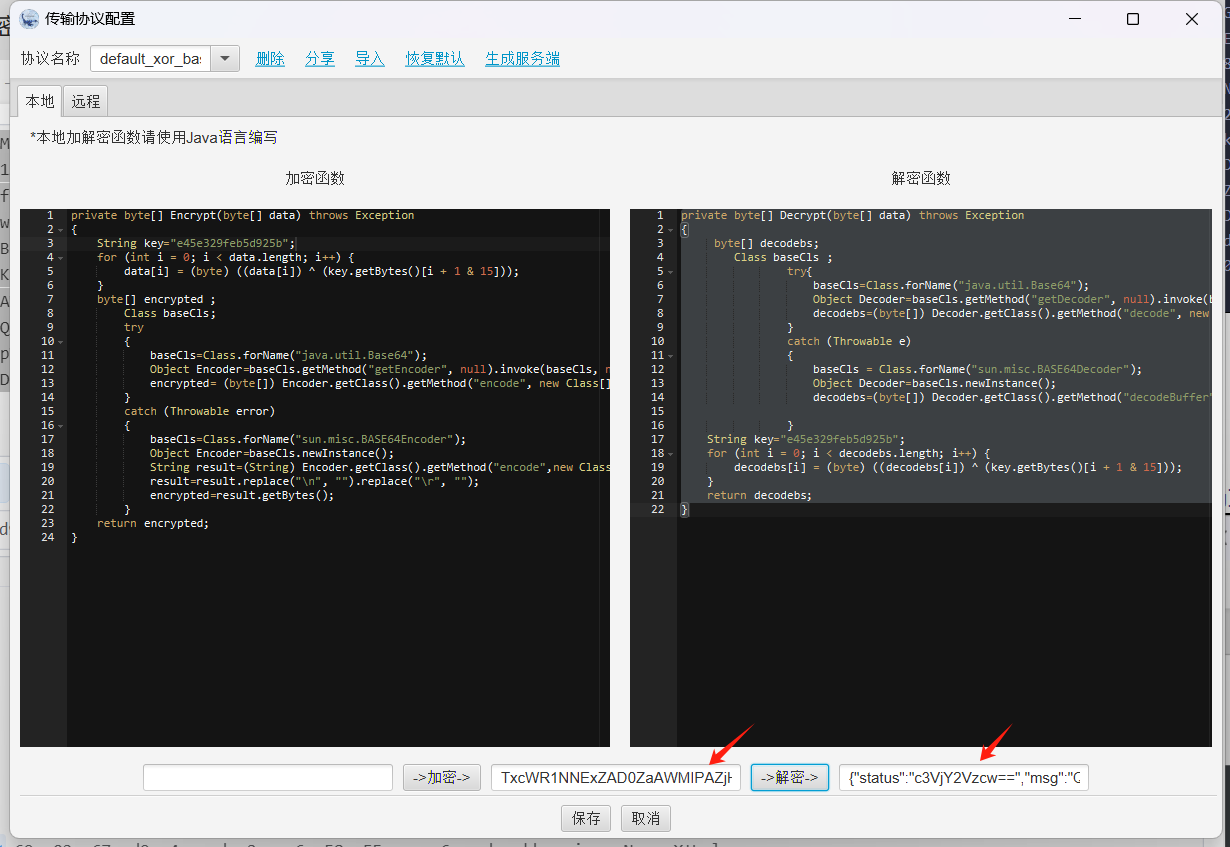 传输协议配置
协议名称 default_xor_ba 删除 分享 导入 恢复默认 生成服务端
本地 远程
*本地加解密函数请使用Java语言编写
加密函数
1 private byte[] Encrypt(byte[] data) throws Exception
2 {
3 String key="e45e329feb5d925b";
4 for (int i = 0; i < data.length; i++) {
5 data[i] = (byte) ((data[i]) ^ (key.getBytes()[i + 1 & 15]));
6 }
7 byte[] encrypted ;
8 Class baseCls;
9 try
10 {
11 baseCls=Class.forName("java.util.Base64");
12 Object Encoder=baseCls.getMethod("getEncoder", null).invoke(baseCls,
13 encrypted= (byte[]) Encoder.getClass().getMethod("encode", new Class[]
14 }
15 catch (Throwable error)
16 {
17 baseCls=Class.forName("sun.misc.BASE64Encoder");
18 Object Encoder=baseCls.newInstance();
19 String result=(String) Encoder.getClass().getMethod("encode",new Class
20 result=result.replace("\n", "").replace("\r", "");
21 encrypted=result.getBytes();
22 }
23 return encrypted;
24 }
解密函数
1 private byte[] Decrypt(byte[] data) throws Exception
2 {
3 byte[] decodebs;
4 Class baseCls ;
5 try{
6 baseCls=Class.forName("java.util.Base64");
7 Object Decoder=baseCls.getMethod("getDecoder", null).invoke(
8 decodebs=(byte[]) Decoder.getClass().getMethod("decode", new
9 }
10 catch (Throwable e)
11 {
12 baseCls = Class.forName("sun.misc.BASE64Decoder");
13 Object Decoder=baseCls.newInstance();
14 decodebs=(byte[]) Decoder.getClass().getMethod("decodeBuffer"
15
16 }
17 String key="e45e329feb5d925b";
18 for (int i = 0; i < decodebs.length; i++) {
19 decodebs[i] = (byte) ((decodebs[i]) ^ (key.getBytes()[i + 1 & 15]));
20 }
21 return decodebs;
22 }
->加密-> TxcWR1NNExZAD0ZaAWMIPAZjH ->解密-> {"status":"c3VjY2Vzcw==","msg":"Q
保存 取消